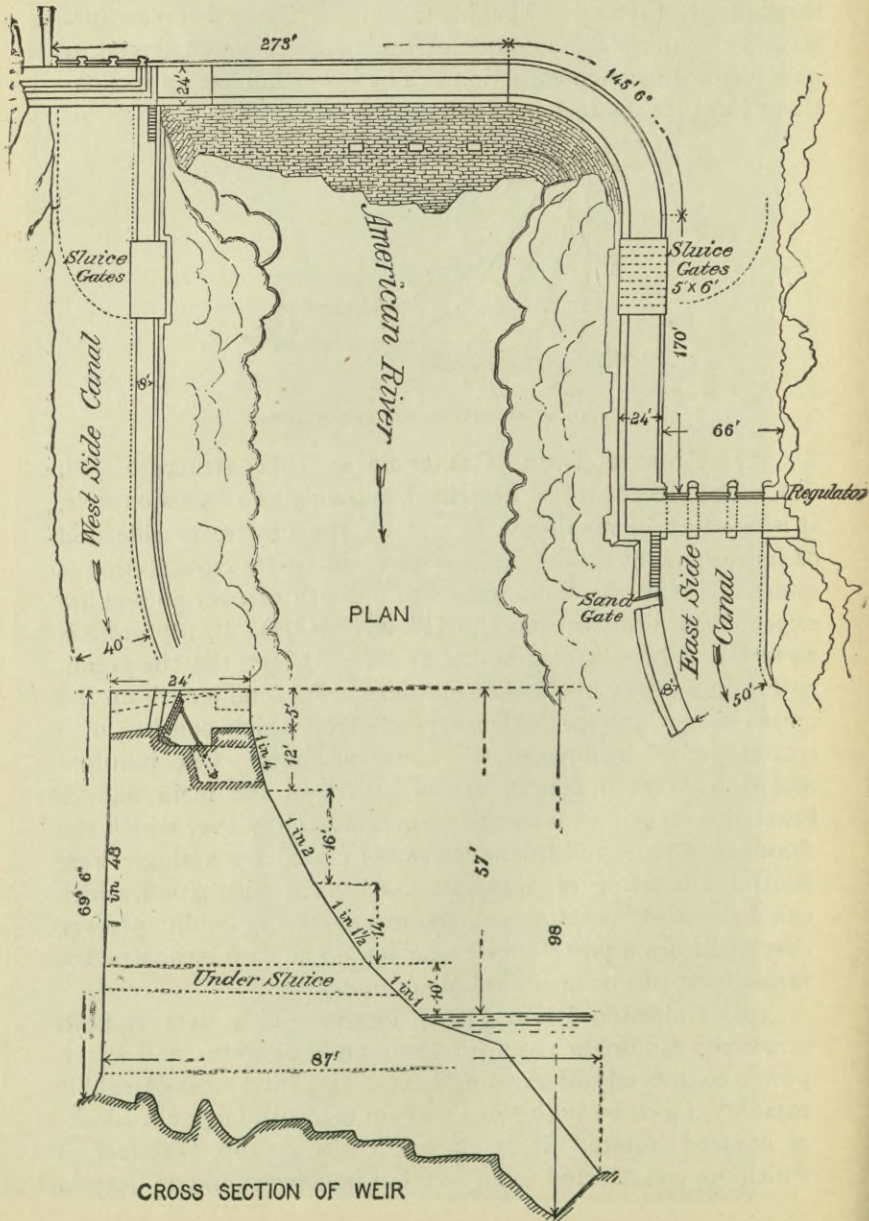 273'
24'
145' 6"
Sluice
Gates
American River
Sluice
Gates
5' x 6'
170'
8'
24'
66'
West Side Canal
Regulator
PLAN
Sand
Gate
East Side
Canal
40'
8'
50'
24'
5'
1 in 4
12'
69' 6"
1 in 48
1 in 2
16'
57'
98
1 in 1½
14'
Under Sluice
1 in 1
10'
87'
CROSS SECTION OF WEIR